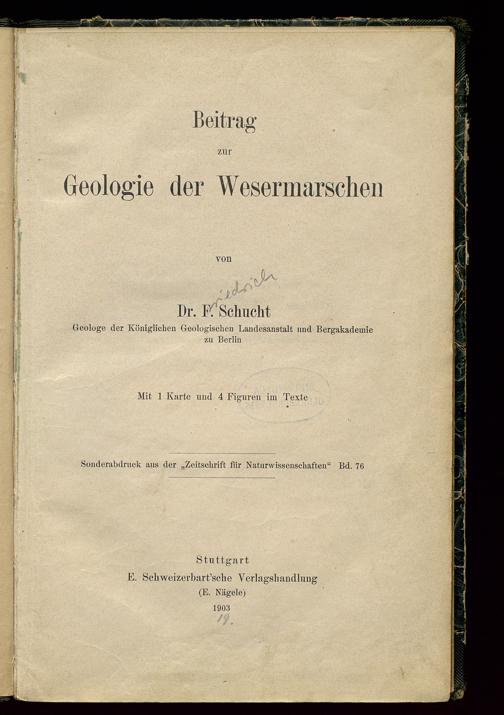 Beitrag
zur
Geologie der Wesermarschen
von
friedrich
Dr. F. Schucht
Geologe der Königlichen Geologischen Landesanstalt und Bergakademie
zu Berlin
Mit 1 Karte und 4 Figuren im Texte
Sonderabdruck aus der „Zeitschrift für Naturwissenschaften“ Bd. 76
Stuttgart
E. Schweizerbart'sche Verlagshandlung
(E. Nägele)
1903
19.